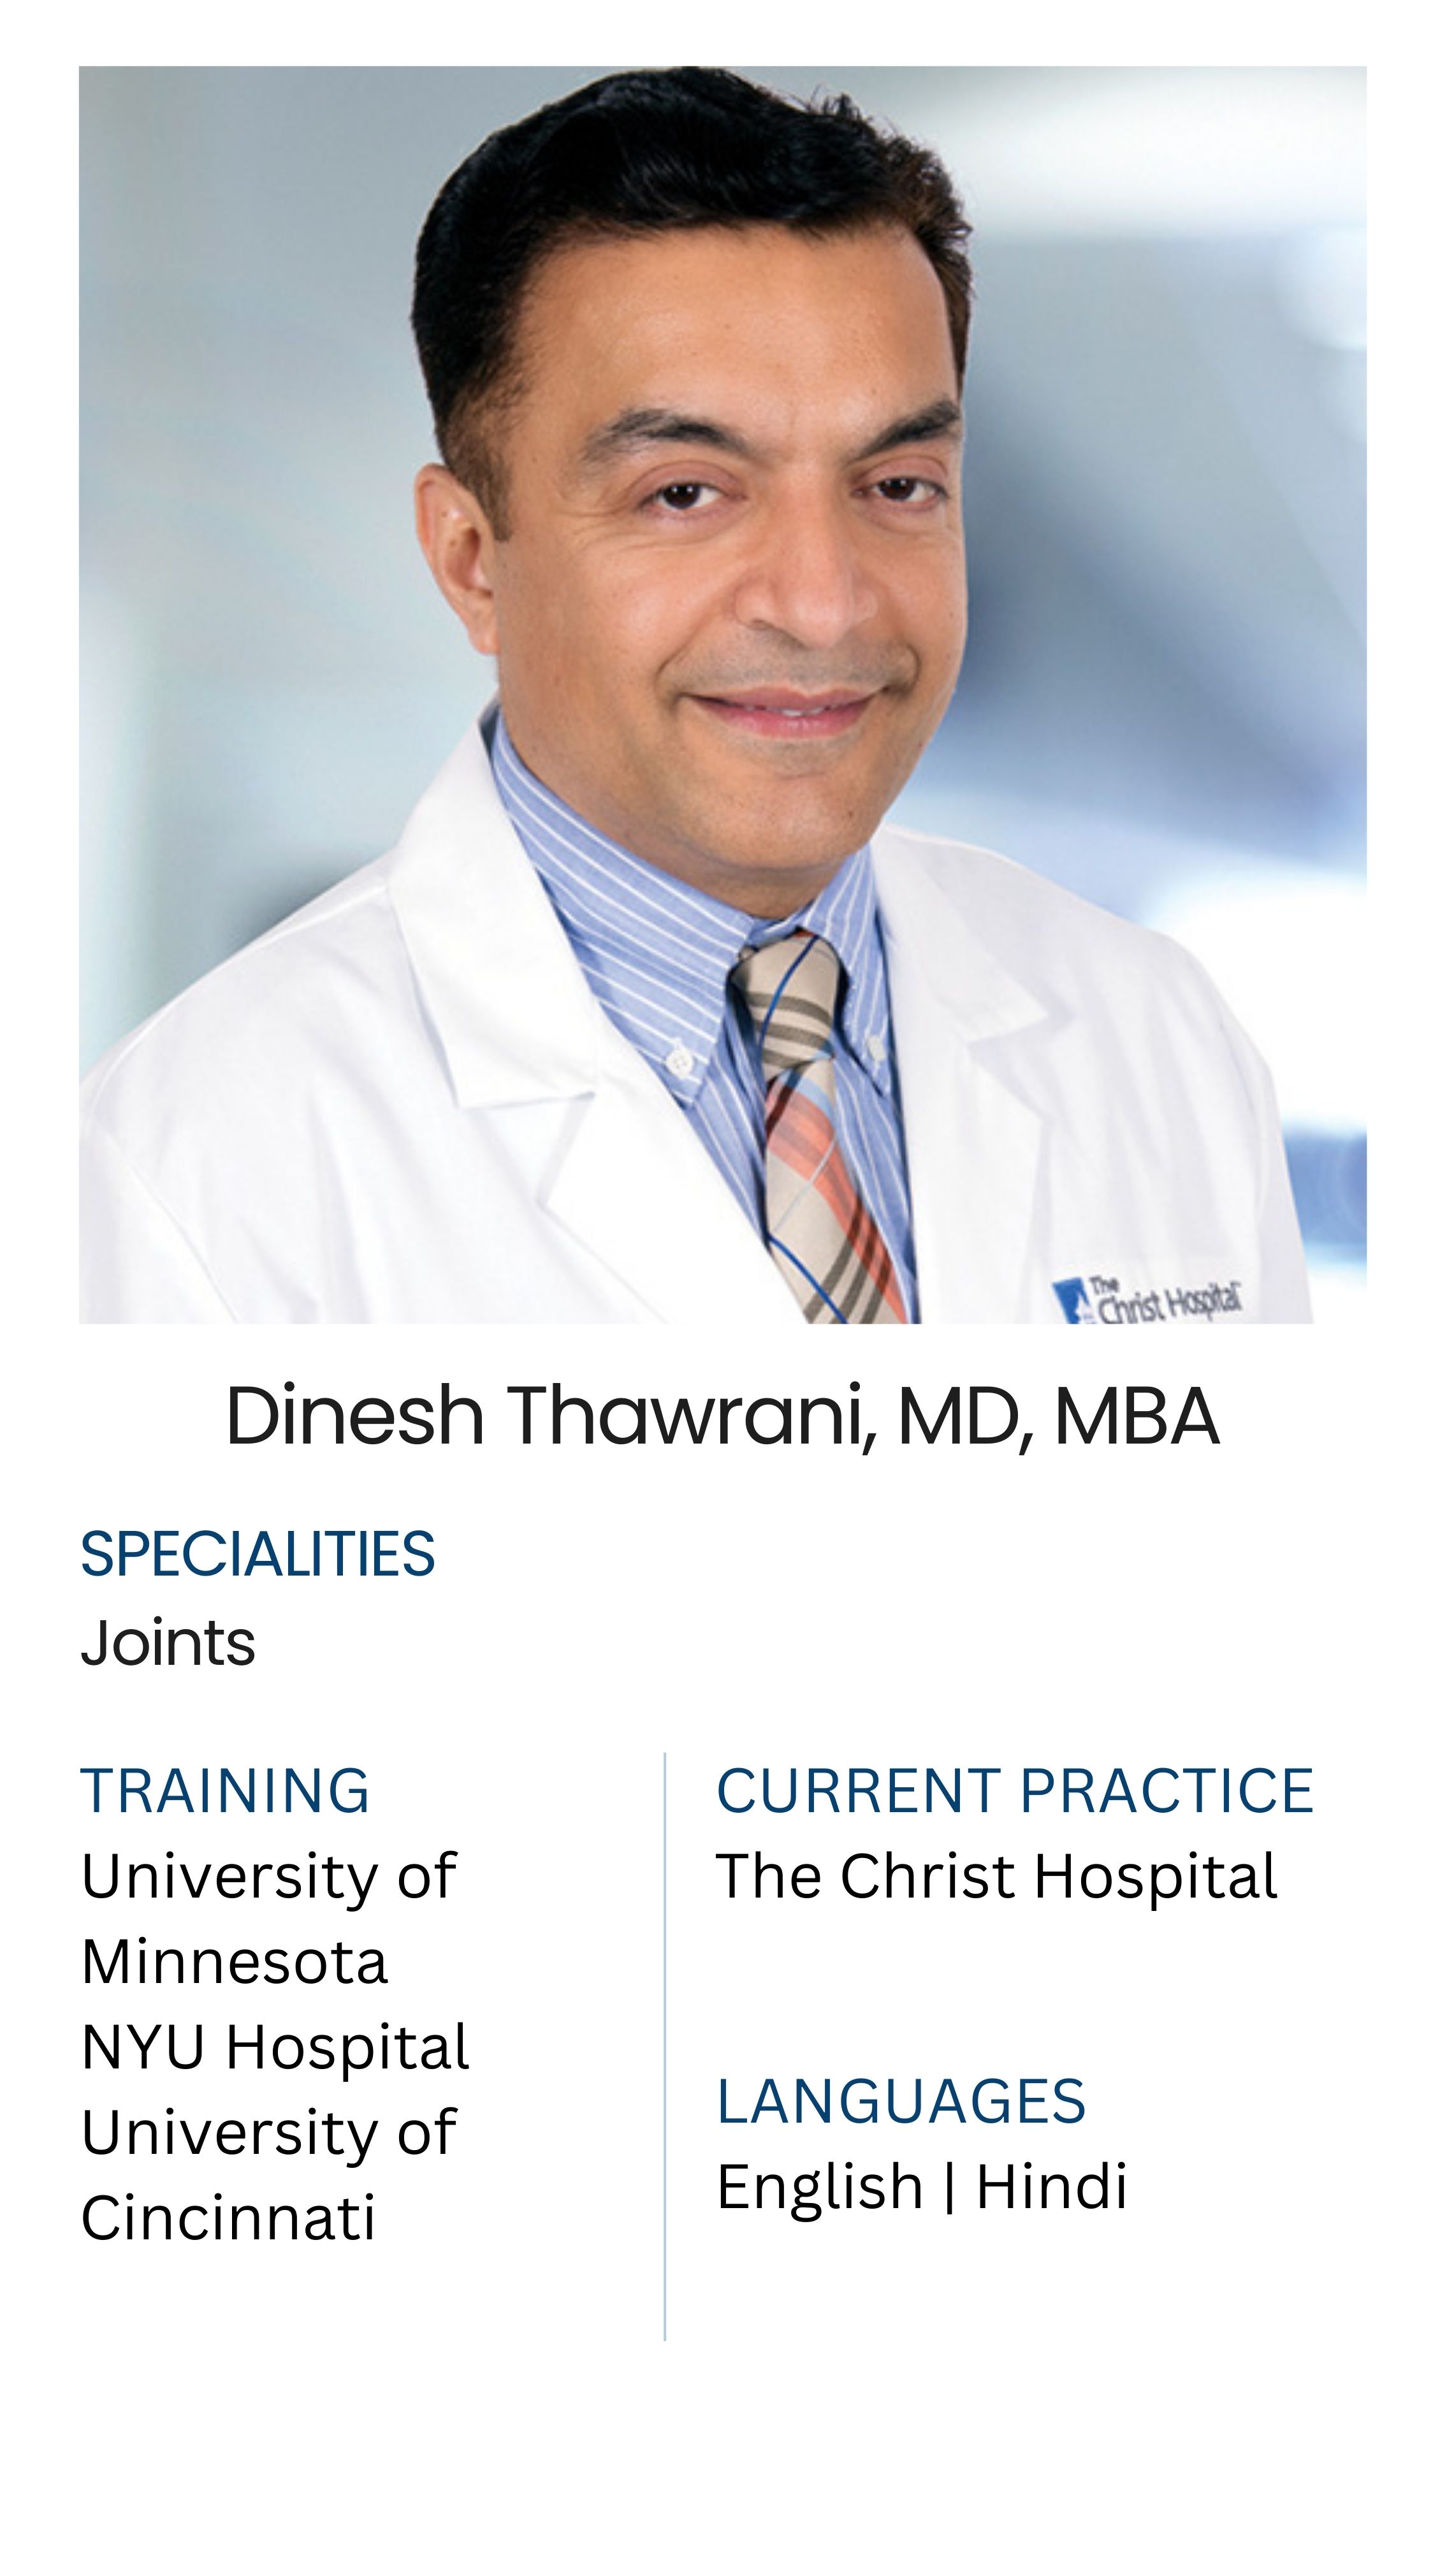 The
Christ Hospital
Dinesh Thawrani, MD, MBA
SPECIALITIES
Joints
TRAINING
University of
Minnesota
NYU Hospital
University of
Cincinnati
CURRENT PRACTICE
The Christ Hospital
LANGUAGES
English | Hindi